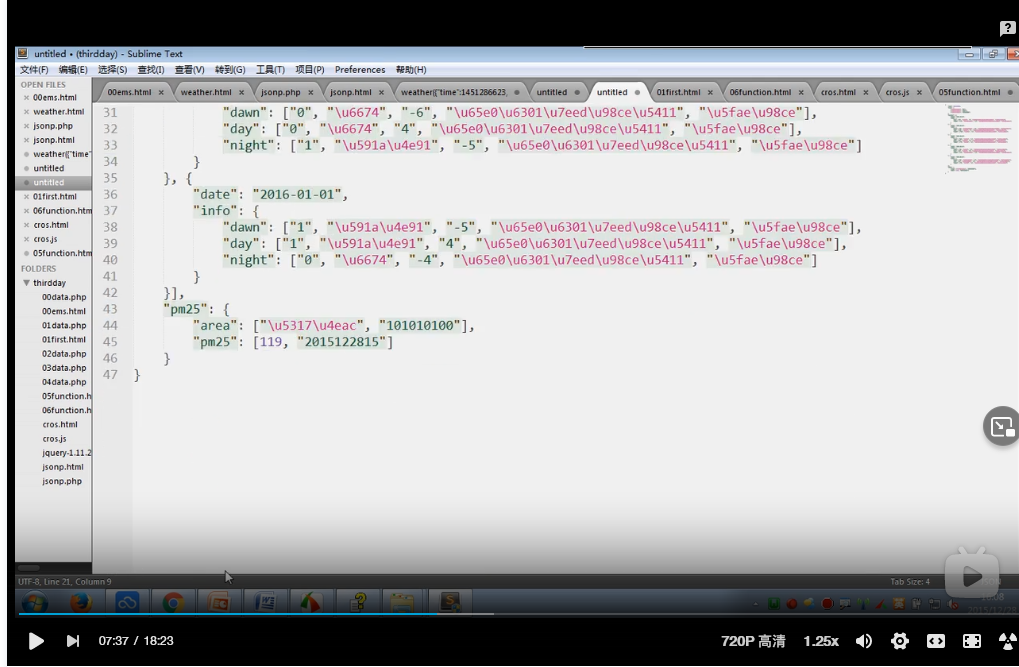 ?
untitled • (thirdday) - Sublime Text
文件(F) 编辑(E) 选择(S) 查找(I) 查看(V) 转到(G) 工具(T) 项目(P) Preferences 帮助(H)
OPEN FILES
00ems.html
weather.html
jsonp.php
jsonp.html
weather([“time"
untitled
untitled
01first.html
06function.htm
cros.html
cros.js
05function.htm
FOLDERS
thirdday
00data.php
00ems.html
01data.php
01first.html
02data.php
03data.php
04data.php
05function.h
06function.h
cros.html
cros.js
jquery-1.11.2
jsonp.html
jsonp.php
00ems.html × weather.html × jsonp.php × jsonp.html × weather(["time":1451286623, untitled untitled 01first.html × 06function.html × cros.html × cros.js × 05function.html
31 "dawn": ["0", "\u6674", "-6", "\u65e0\u6301\u7eed\u98ce\u5411", "\u5fae\u98ce"],
32 "day": ["0", "\u6674", "4", "\u65e0\u6301\u7eed\u98ce\u5411", "\u5fae\u98ce"],
33 "night": ["1", "\u591a\u4e91", "-5", "\u65e0\u6301\u7eed\u98ce\u5411", "\u5fae\u98ce"]
34 }
35 }, {
36 "date": "2016-01-01",
37 "info": {
38 "dawn": ["1", "\u591a\u4e91", "-5", "\u65e0\u6301\u7eed\u98ce\u5411", "\u5fae\u98ce"],
39 "day": ["1", "\u591a\u4e91", "4", "\u65e0\u6301\u7eed\u98ce\u5411", "\u5fae\u98ce"],
40 "night": ["0", "\u6674", "-4", "\u65e0\u6301\u7eed\u98ce\u5411", "\u5fae\u98ce"]
41 }
42 }],
43 "pm25": {
44 "area": ["\u5317\u4eac", "101010100"],
45 "pm25": [119, "2015122815"]
46 }
47 }
UTF-8, Line 21, Column 9 Tab Size: 4
07:37 / 18:23 720P 高清 1.25x